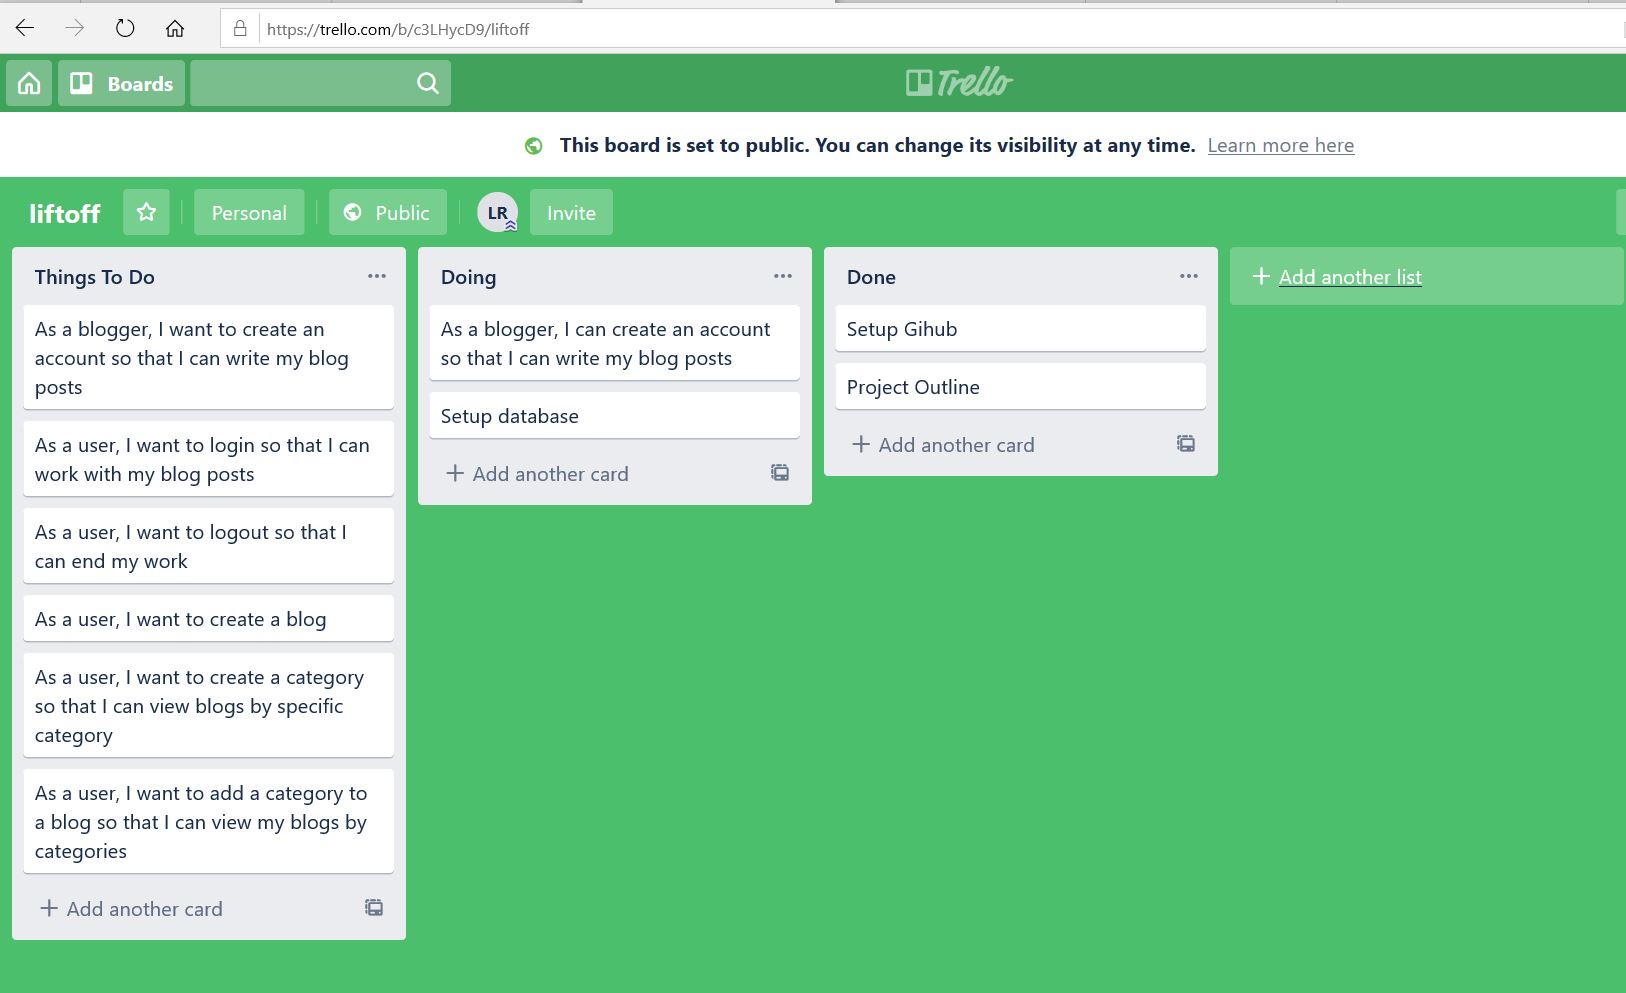 https://trello.com/b/c3LHycD9/liftoff
Boards
Trello
This board is set to public. You can change its visibility at any time. Learn more here
liftoff
Personal
Public
LR
Invite
Things To Do
As a blogger, I want to create an
account so that I can write my blog
posts
As a user, I want to login so that I can
work with my blog posts
As a user, I want to logout so that I
can end my work
As a user, I want to create a blog
As a user, I want to create a category
so that I can view blogs by specific
category
As a user, I want to add a category to
a blog so that I can view my blogs by
categories
+ Add another card
Doing
As a blogger, I can create an account
so that I can write my blog posts
Setup database
+ Add another card
Done
Setup Gihub
Project Outline
+ Add another card
+ Add another list